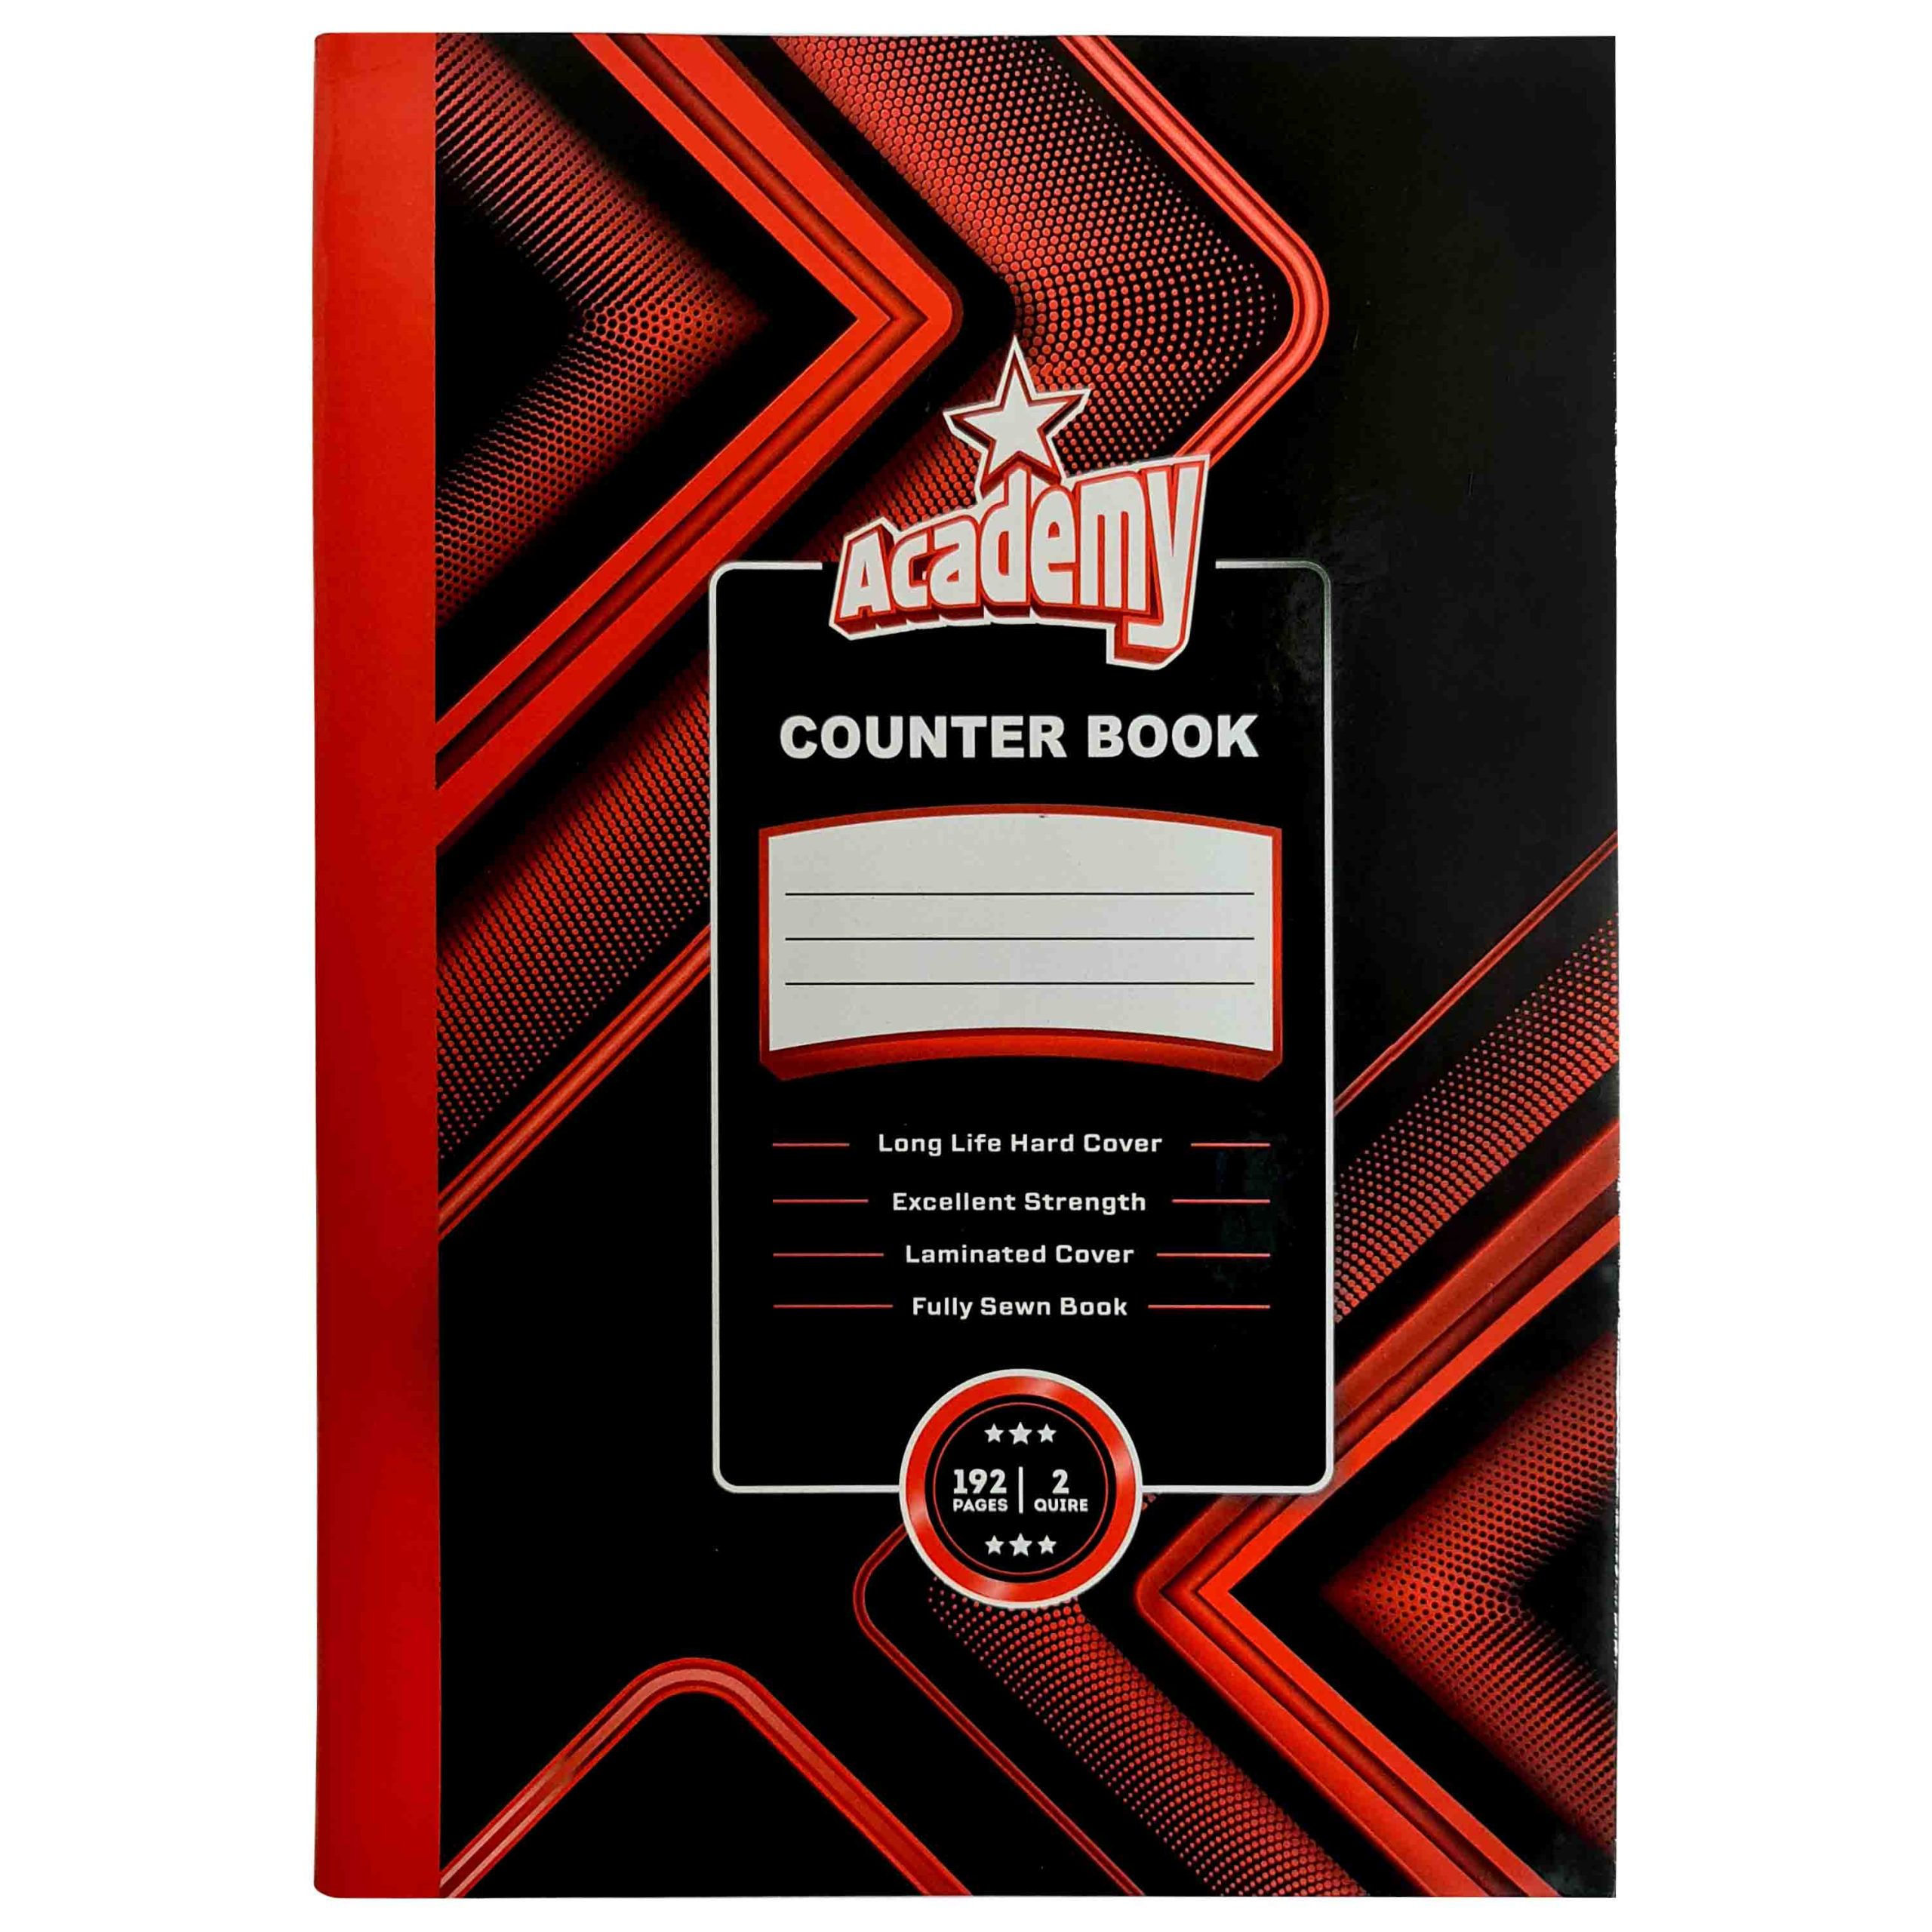 Academy
COUNTER BOOK
Long Life Hard Cover
Excellent Strength
Laminated Cover
Fully Sewn Book
192 | 2
PAGES | QUIRE